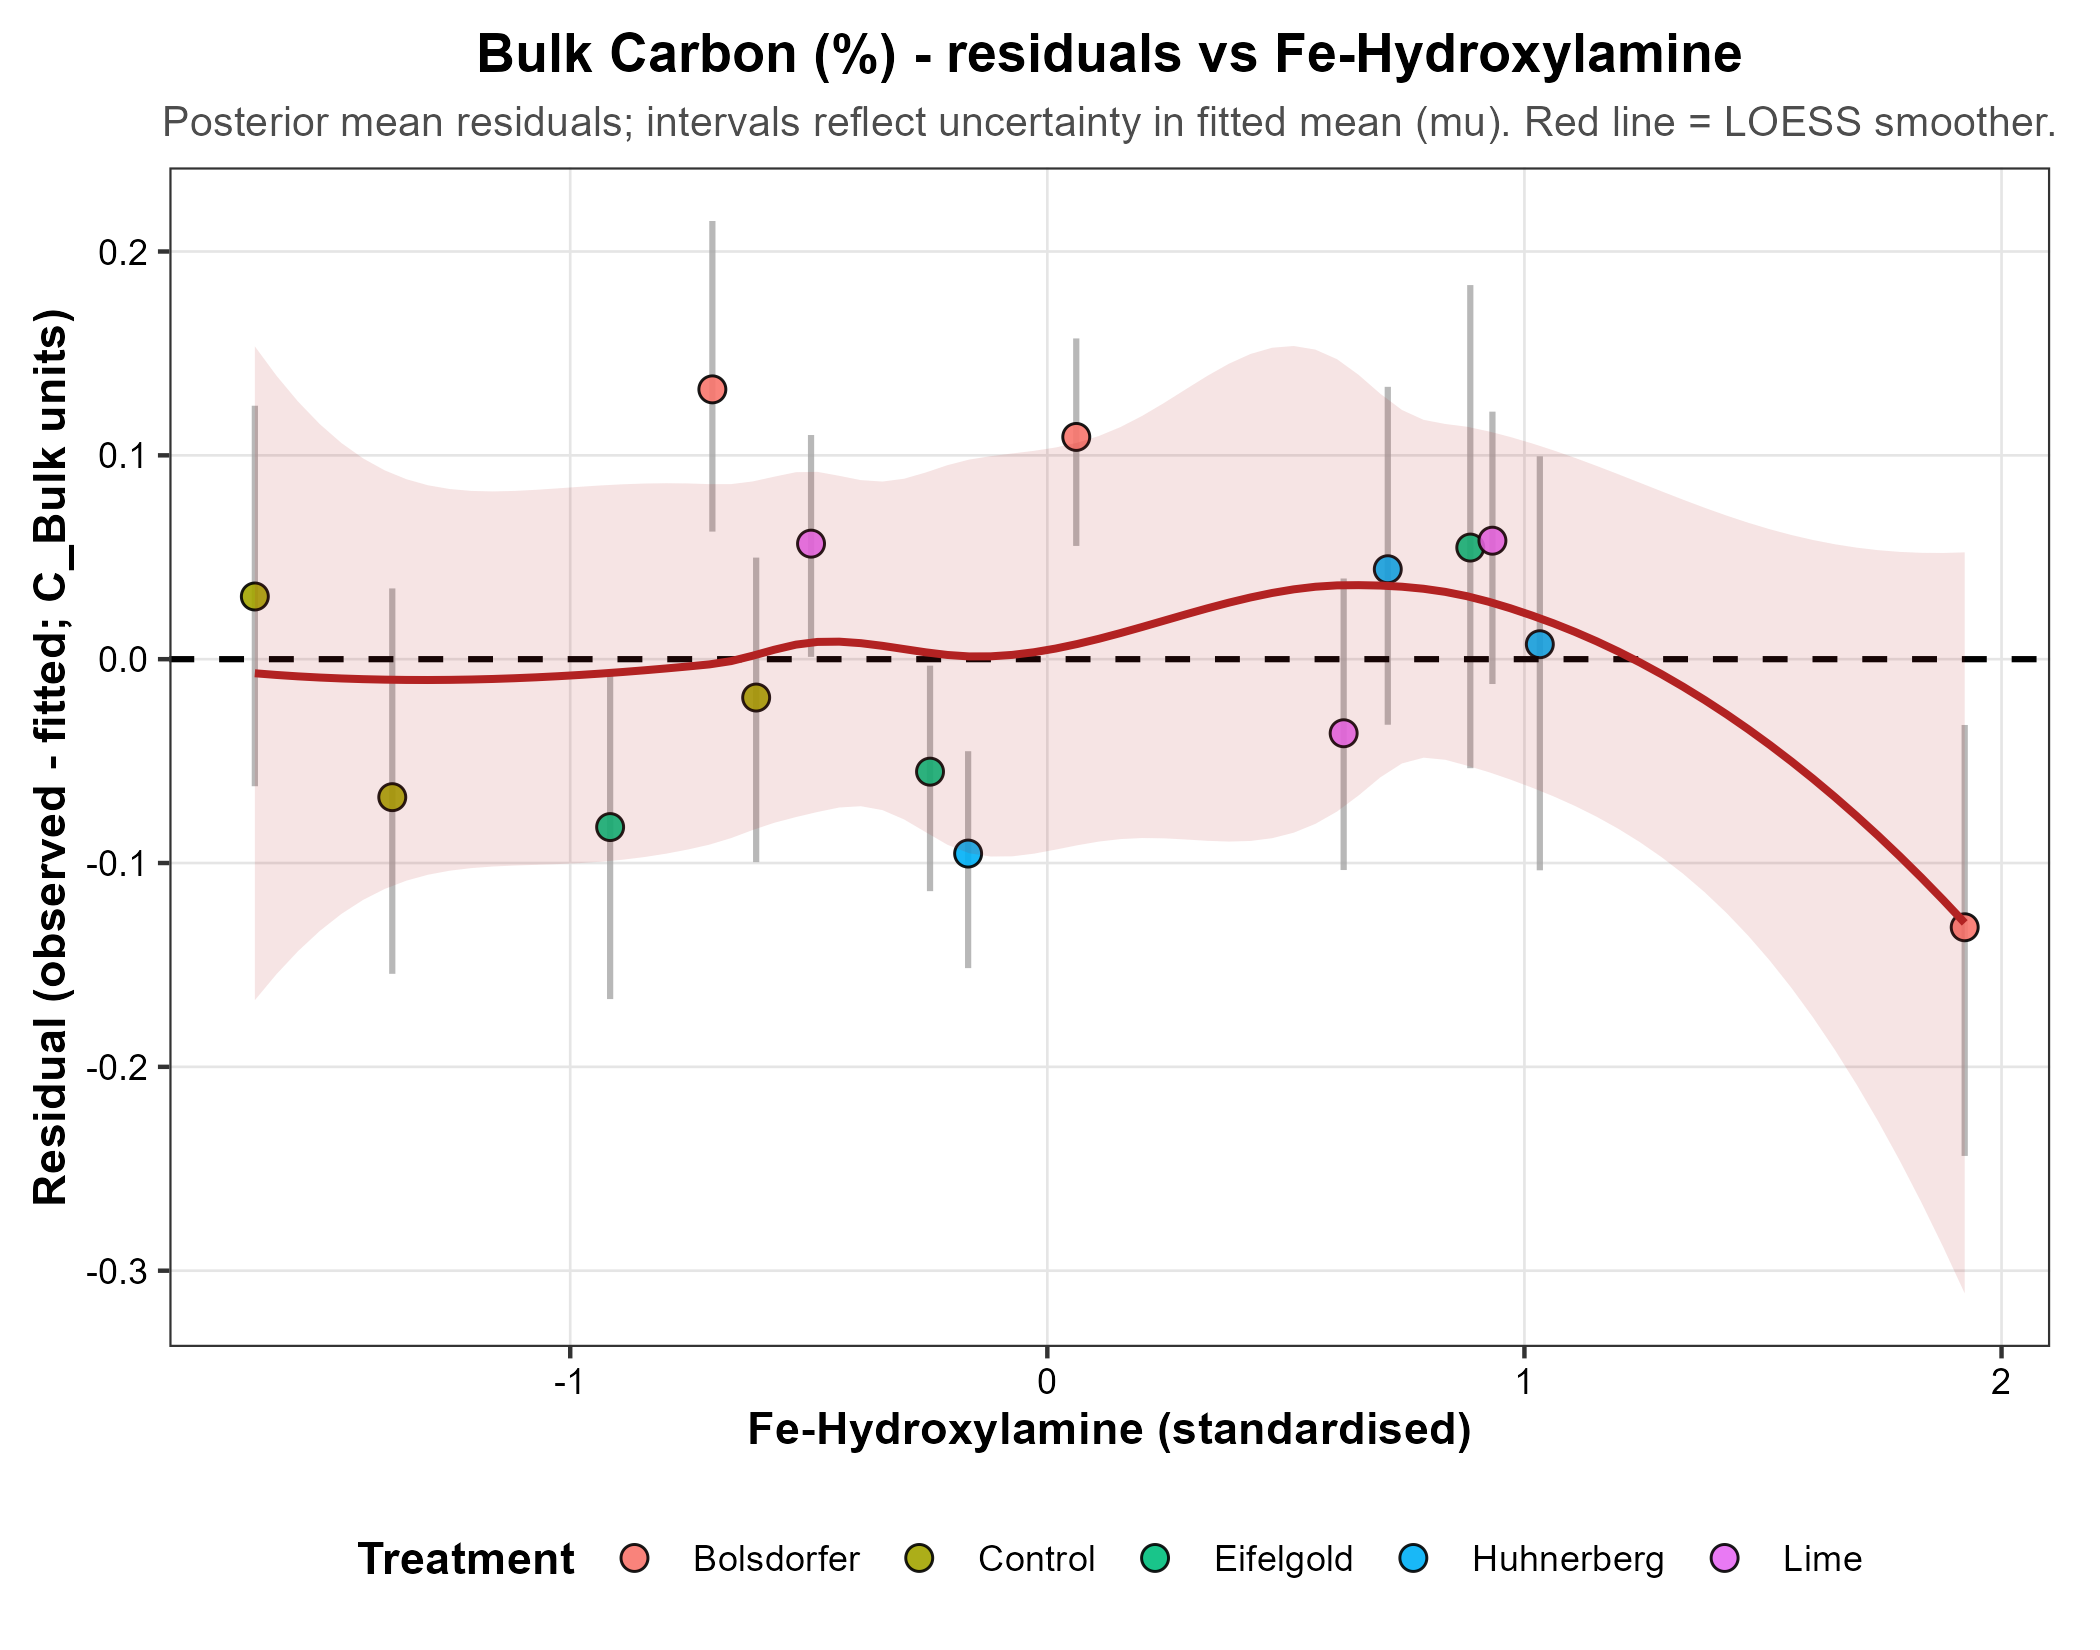 Bulk Carbon (%) - residuals vs Fe-Hydroxylamine
Posterior mean residuals; intervals reflect uncertainty in fitted mean (mu). Red line = LOESS smoother.
Residual (observed - fitted; C_Bulk units)
0.2
0.1
0.0
-0.1
-0.2
-0.3
-1 0 1 2
Fe-Hydroxylamine (standardised)
Treatment Bolsdorfer Control Eifelgold Huhnerberg Lime